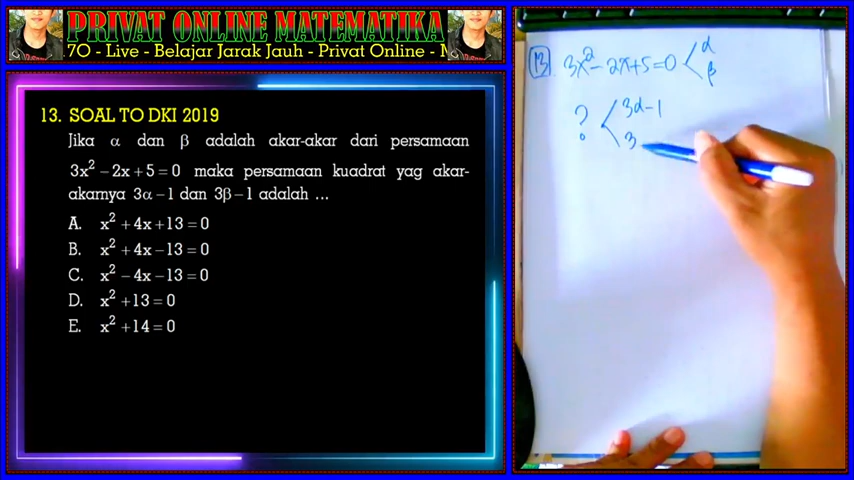 PRIVAT ONLINE MATEMATIKA
7O - Live - Belajar Jarak Jauh - Privat Online - M
13. SOAL TO DKI 2019
Jika α dan β adalah akar-akar dari persamaan
3x² − 2x + 5 = 0 maka persamaan kuadrat yag akar-
akarnya 3α − 1 dan 3β − 1 adalah ...
A. x² + 4x + 13 = 0
B. x² + 4x − 13 = 0
C. x² − 4x − 13 = 0
D. x² + 13 = 0
E. x² + 14 = 0
13 3x² − 2x + 5 = 0 < α
β
? < 3α − 1
3